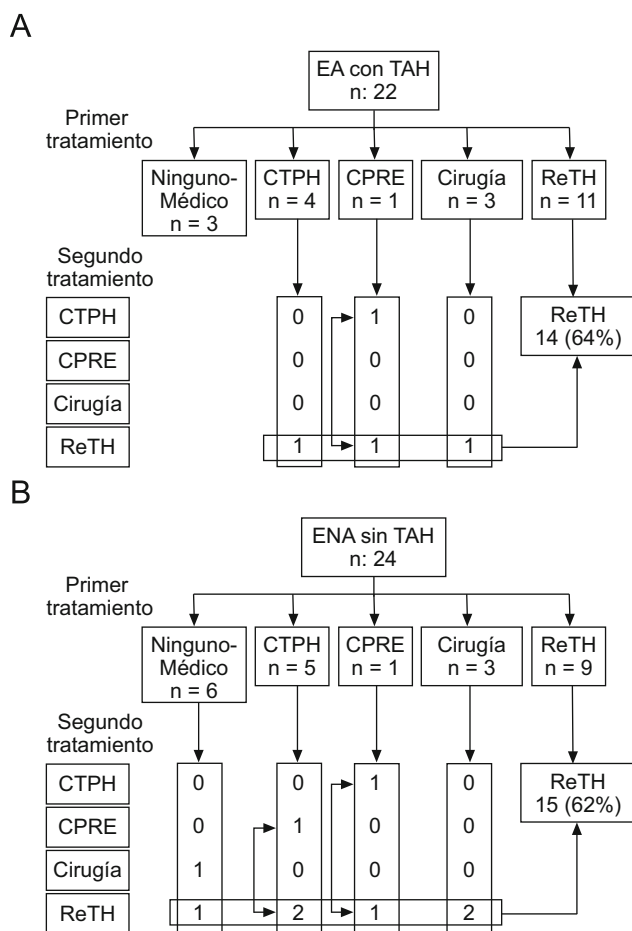 A
EA con TAH
n: 22
Primer
tratamiento
Ninguno-
Médico
n = 3
CTPH
n = 4
CPRE
n = 1
Cirugía
n = 3
ReTH
n = 11
Segundo
tratamiento
CTPH
0 1 0
CPRE
0 0 0
Cirugía
0 0 0
ReTH
1 1 1
ReTH
14 (64%)
B
ENA sin TAH
n: 24
Primer
tratamiento
Ninguno-
Médico
n = 6
CTPH
n = 5
CPRE
n = 1
Cirugía
n = 3
ReTH
n = 9
Segundo
tratamiento
CTPH
0 0 1 0
CPRE
0 1 0 0
Cirugía
1 0 0 0
ReTH
1 2 1 2
ReTH
15 (62%)